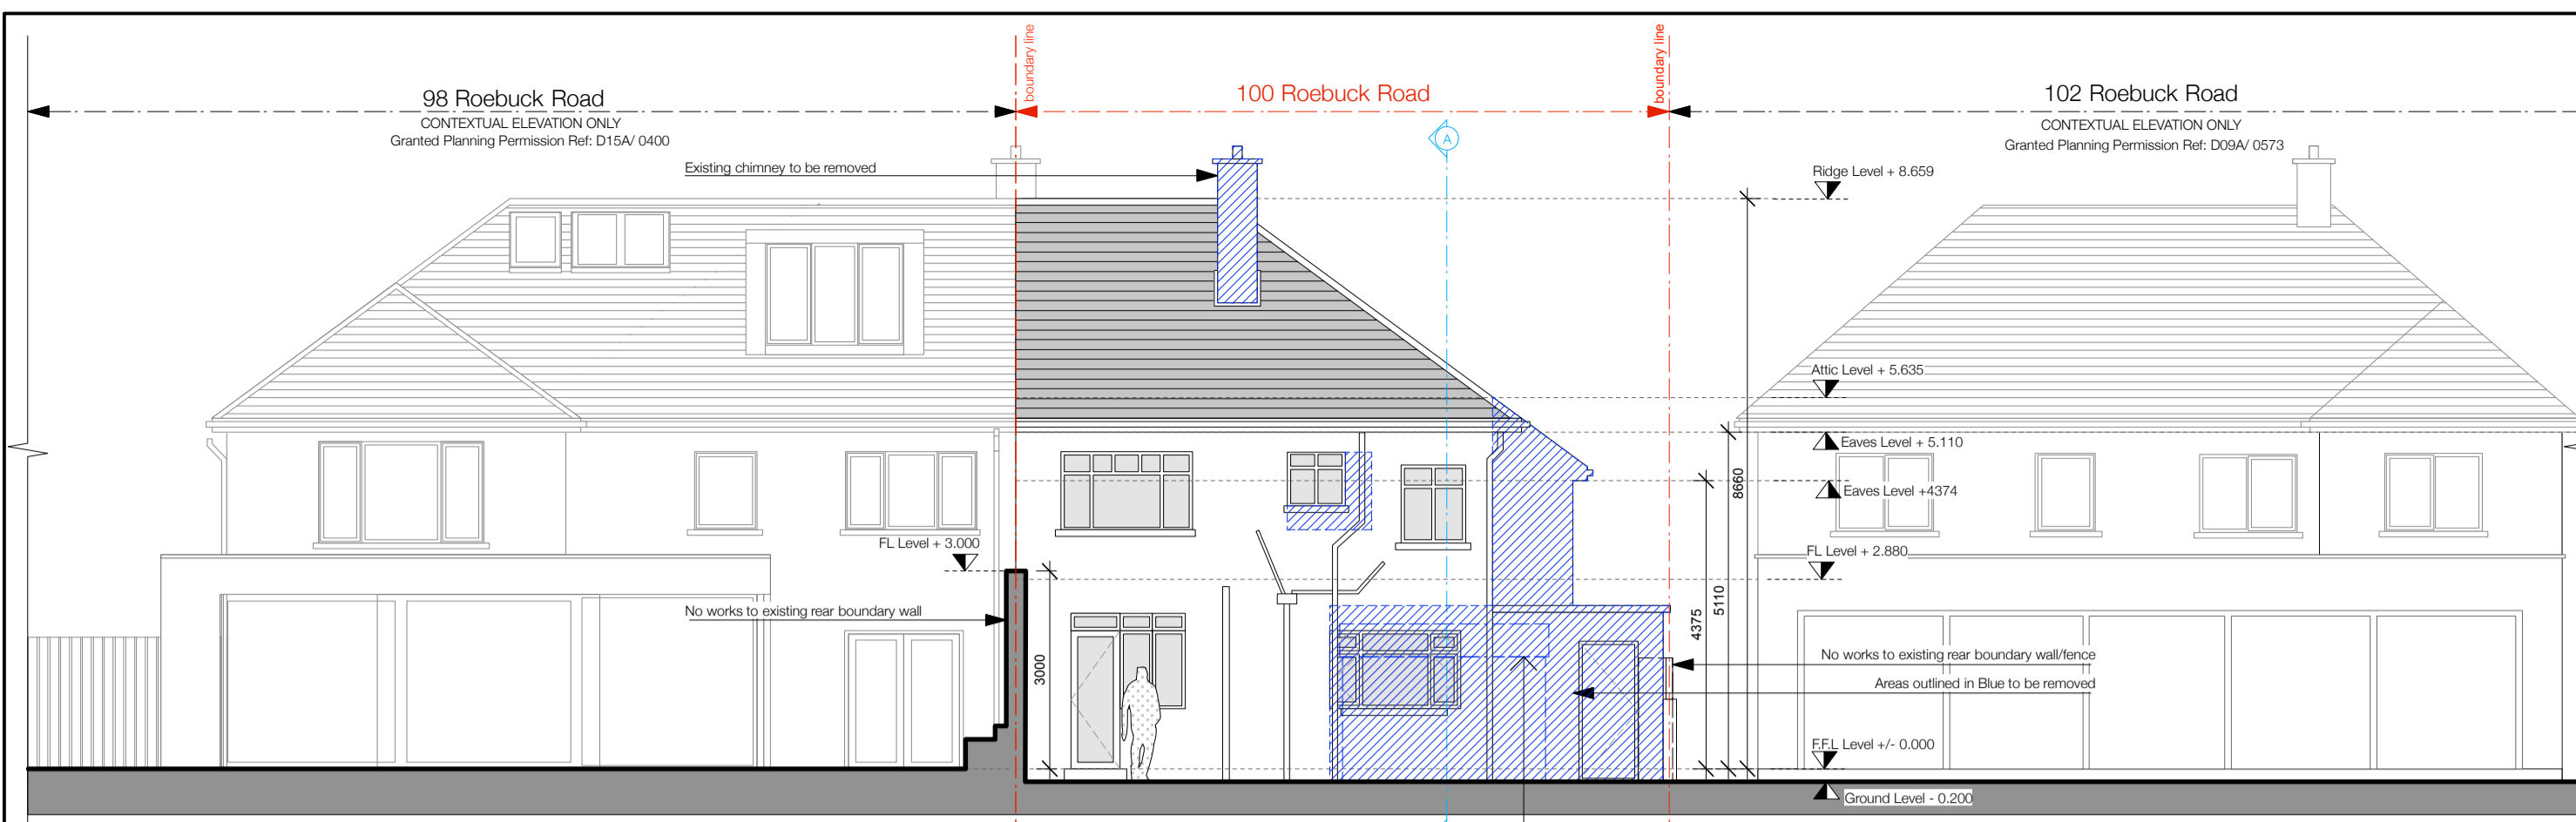 boundary line
boundary line
98 Roebuck Road
CONTEXTUAL ELEVATION ONLY
Granted Planning Permission Ref: D15A/ 0400
100 Roebuck Road
102 Roebuck Road
CONTEXTUAL ELEVATION ONLY
Granted Planning Permission Ref: D09A/ 0573
A
Existing chimney to be removed
Ridge Level + 8.659
Attic Level + 5.635
Eaves Level + 5.110
8660
Eaves Level +4374
FL Level + 3.000
FL Level + 2.880
5110
4375
No works to existing rear boundary wall
3000
No works to existing rear boundary wall/fence
Areas outlined in Blue to be removed
F.F.L Level +/- 0.000
Ground Level - 0.200